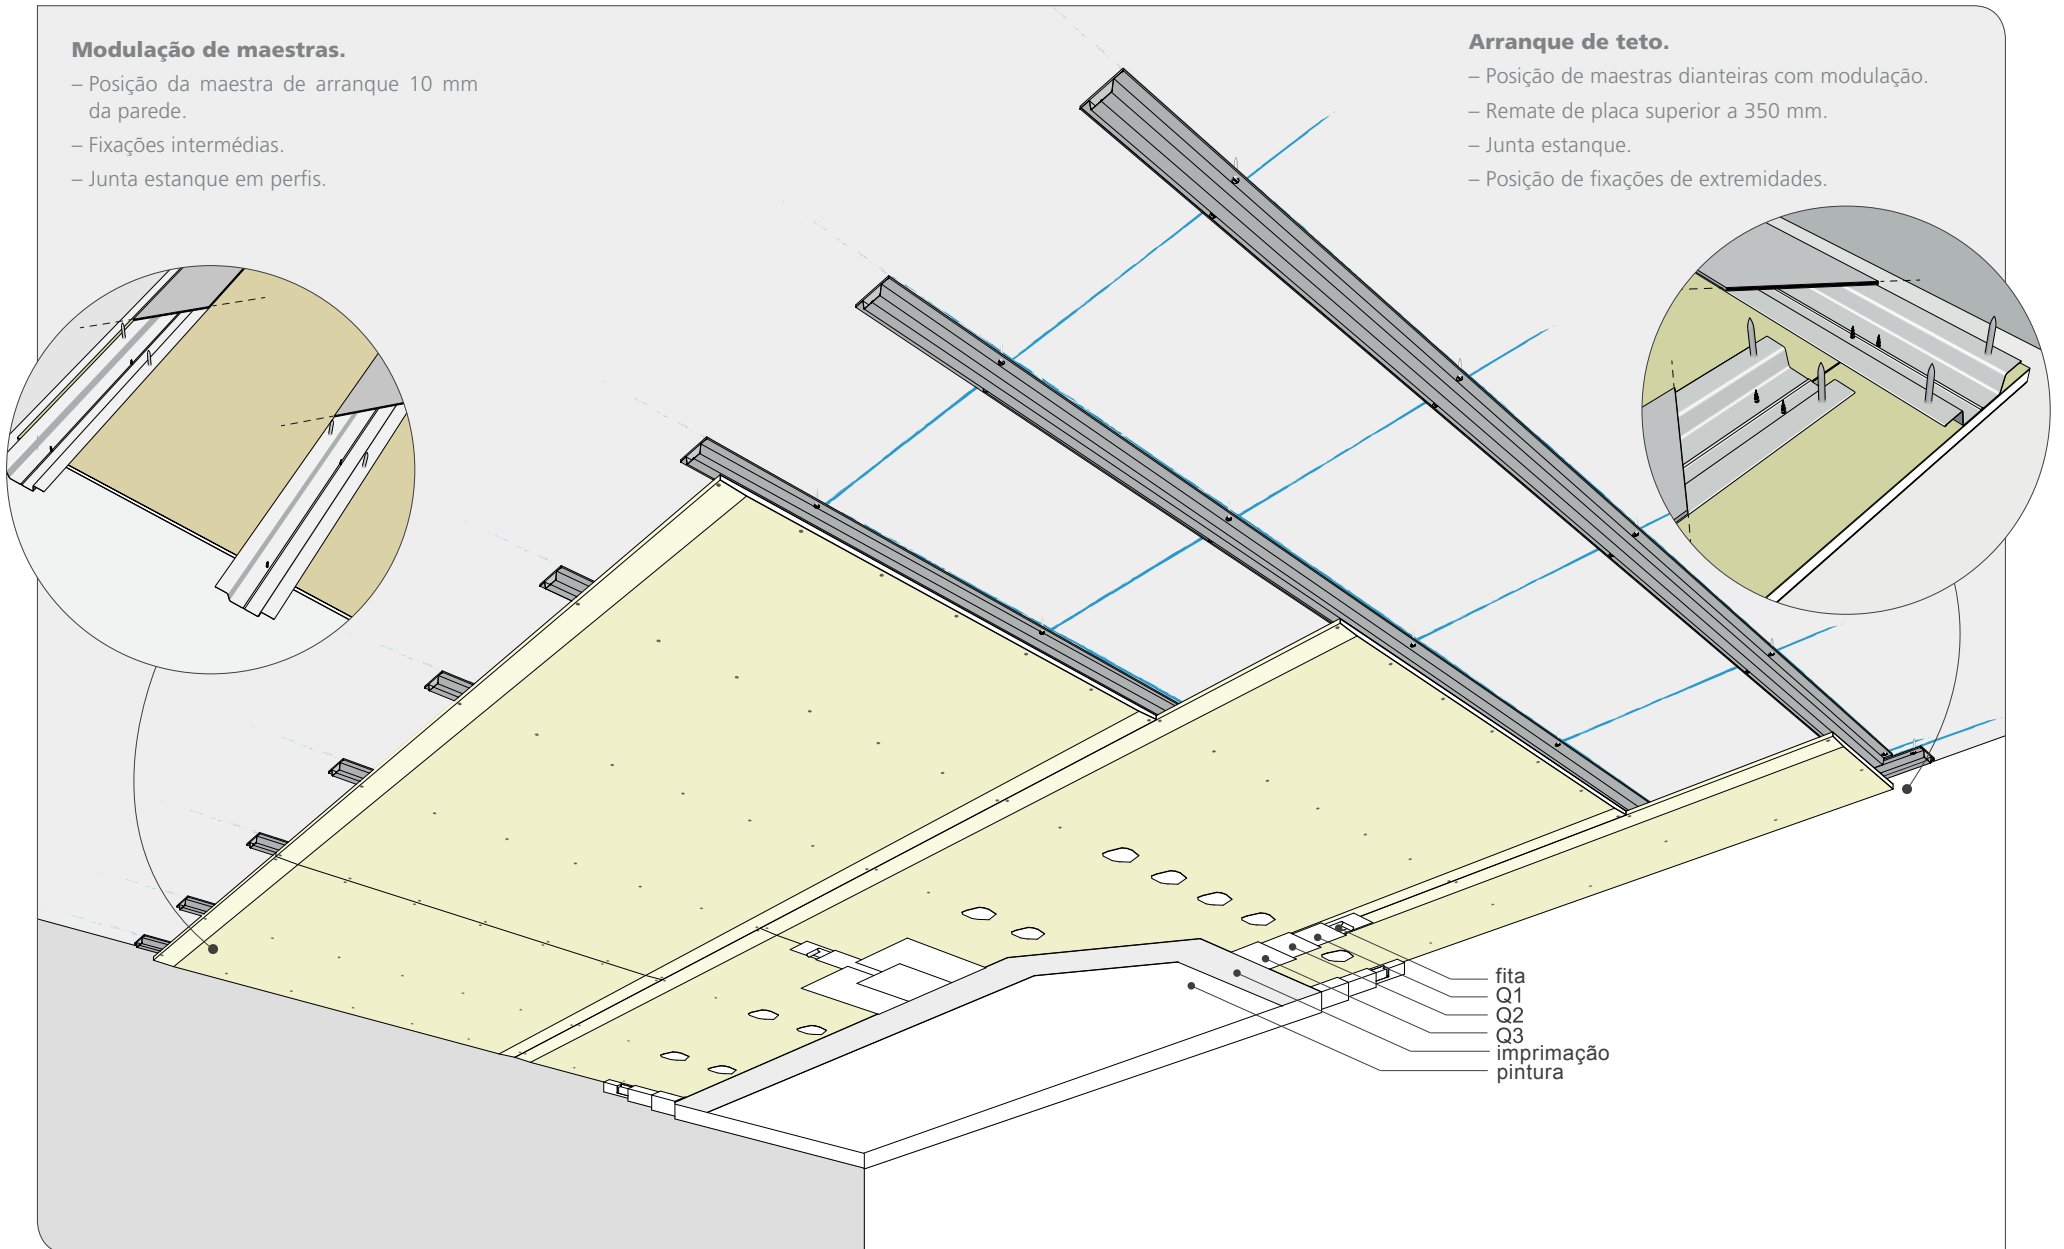 Modulação de maestras.
– Posição da maestra de arranque 10 mm
da parede.
– Fixações intermédias.
– Junta estanque em perfis.
Arranque de teto.
– Posição de maestras dianteiras com modulação.
– Remate de placa superior a 350 mm.
– Junta estanque.
– Posição de fixações de extremidades.
fita
Q1
Q2
Q3
imprimação
pintura